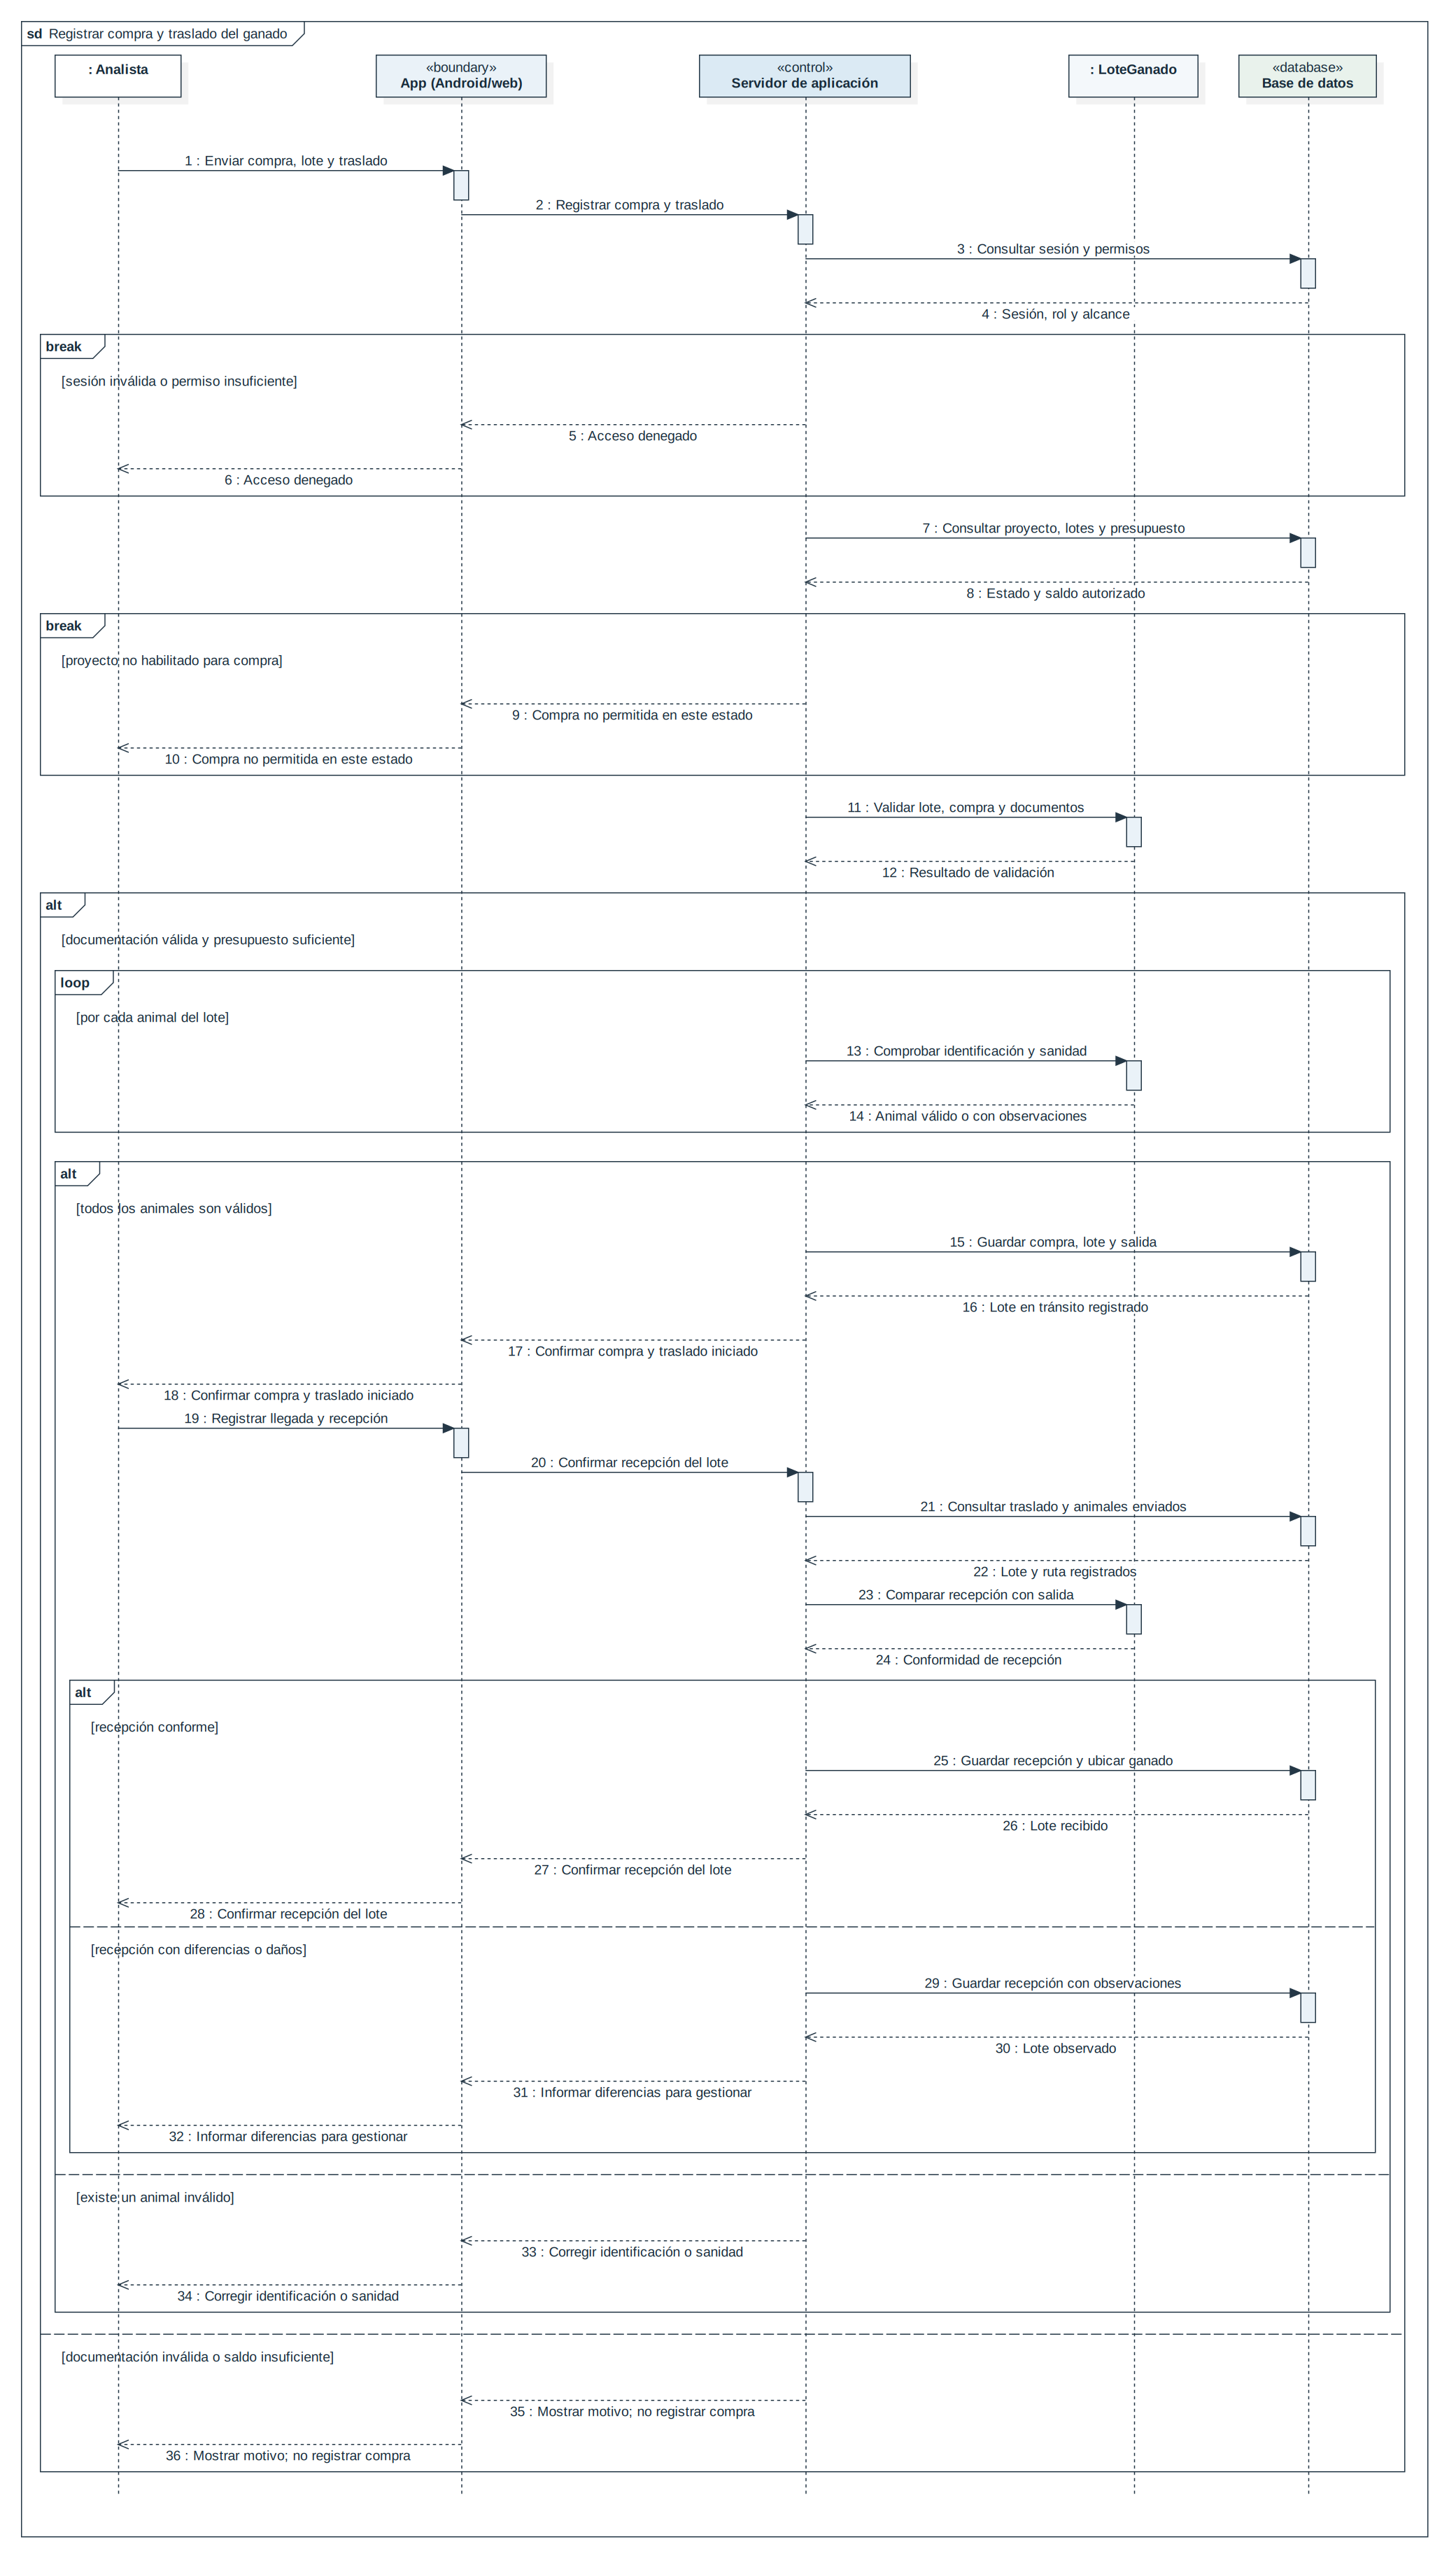 sd Registrar compra y traslado del ganado
: Analista
«boundary»
App (Android/web)
«control»
Servidor de aplicación
: LoteGanado
«database»
Base de datos
1 : Enviar compra, lote y traslado
2 : Registrar compra y traslado
3 : Consultar sesión y permisos
4 : Sesión, rol y alcance
break
[sesión inválida o permiso insuficiente]
5 : Acceso denegado
6 : Acceso denegado
7 : Consultar proyecto, lotes y presupuesto
8 : Estado y saldo autorizado
break
[proyecto no habilitado para compra]
9 : Compra no permitida en este estado
10 : Compra no permitida en este estado
11 : Validar lote, compra y documentos
12 : Resultado de validación
alt
[documentación válida y presupuesto suficiente]
loop
[por cada animal del lote]
13 : Comprobar identificación y sanidad
14 : Animal válido o con observaciones
alt
[todos los animales son válidos]
15 : Guardar compra, lote y salida
16 : Lote en tránsito registrado
17 : Confirmar compra y traslado iniciado
18 : Confirmar compra y traslado iniciado
19 : Registrar llegada y recepción
20 : Confirmar recepción del lote
21 : Consultar traslado y animales enviados
22 : Lote y ruta registrados
23 : Comparar recepción con salida
24 : Conformidad de recepción
alt
[recepción conforme]
25 : Guardar recepción y ubicar ganado
26 : Lote recibido
27 : Confirmar recepción del lote
28 : Confirmar recepción del lote
[recepción con diferencias o daños]
29 : Guardar recepción con observaciones
30 : Lote observado
31 : Informar diferencias para gestionar
32 : Informar diferencias para gestionar
[existe un animal inválido]
33 : Corregir identificación o sanidad
34 : Corregir identificación o sanidad
[documentación inválida o saldo insuficiente]
35 : Mostrar motivo; no registrar compra
36 : Mostrar motivo; no registrar compra